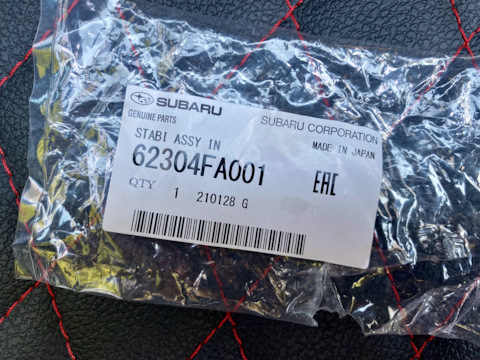 SUBARU
GENUINE PARTS
SUBARU CORPORATION
STABI ASSY IN
MADE IN JAPAN
62304FA001
EAC
QTY 1 210128 G